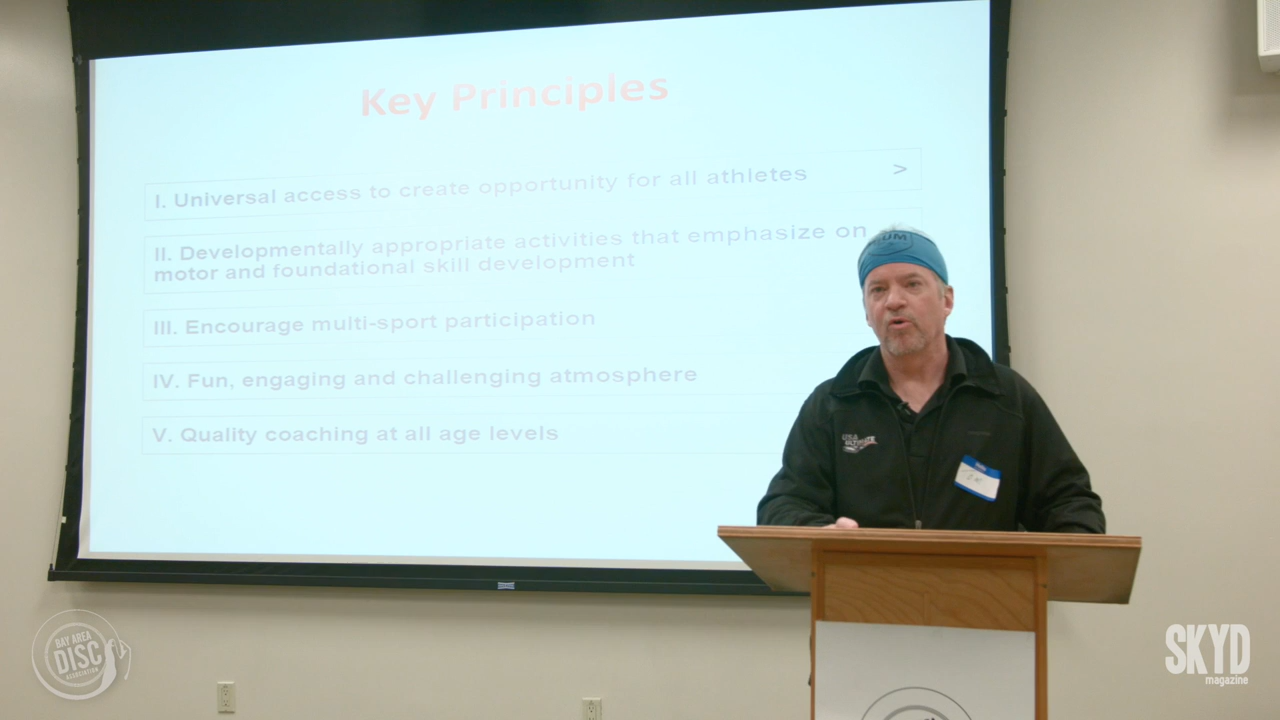 Key Principles
I. Universal access to create opportunity for all athletes >
II. Developmentally appropriate activities that emphasize on
motor and foundational skill development
III. Encourage multi-sport participation
IV. Fun, engaging and challenging atmosphere
V. Quality coaching at all age levels
USA
ULTIMATE
BAY AREA
DISC
ASSOCIATION
SKYD
magazine